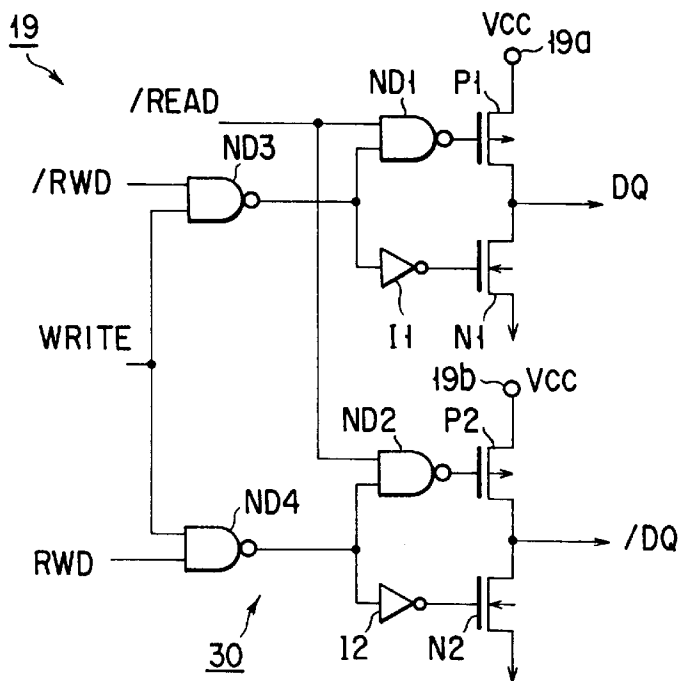 19
VCC
19a
/READ
ND1
P1
/RWD
ND3
DQ
WRITE
I1
N1
19b
VCC
ND2
P2
ND4
RWD
/DQ
30
I2
N2